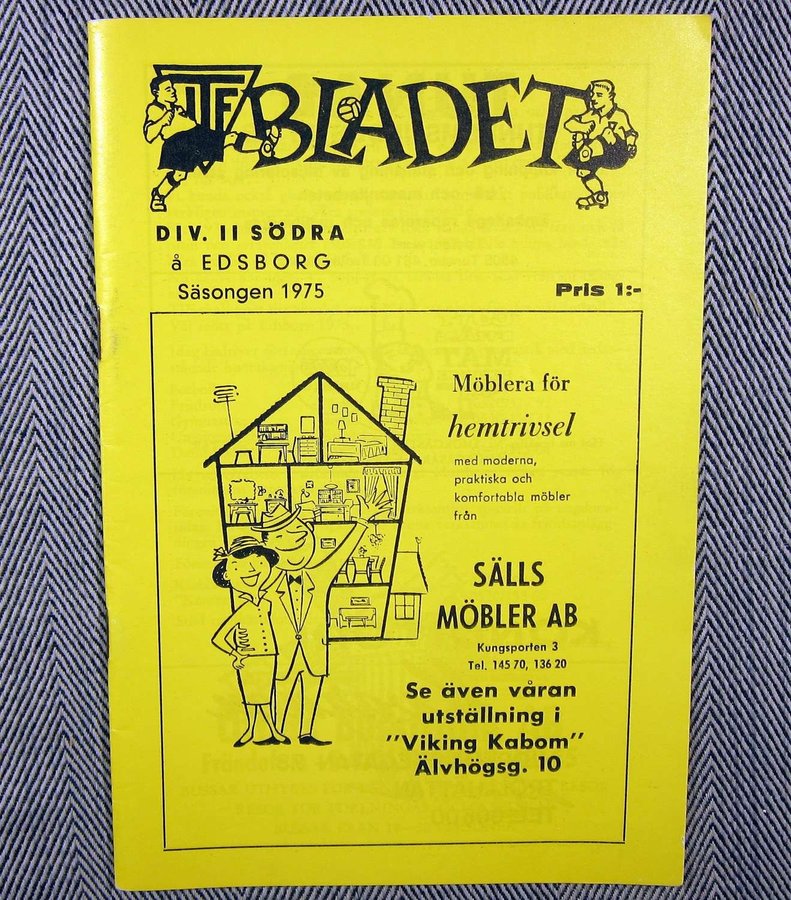 TTF BLADET
DIV. II SÖDRA
å EDSBORG
Säsongen 1975
Pris 1:-
Möblera för
hemtrivsel
med moderna,
praktiska och
komfortabla möbler
från
SÄLLS
MÖBLER AB
Kungsporten 3
Tel. 145 70, 136 20
Se även våran
utställning i
"Viking Kabom"
Älvhögsg. 10